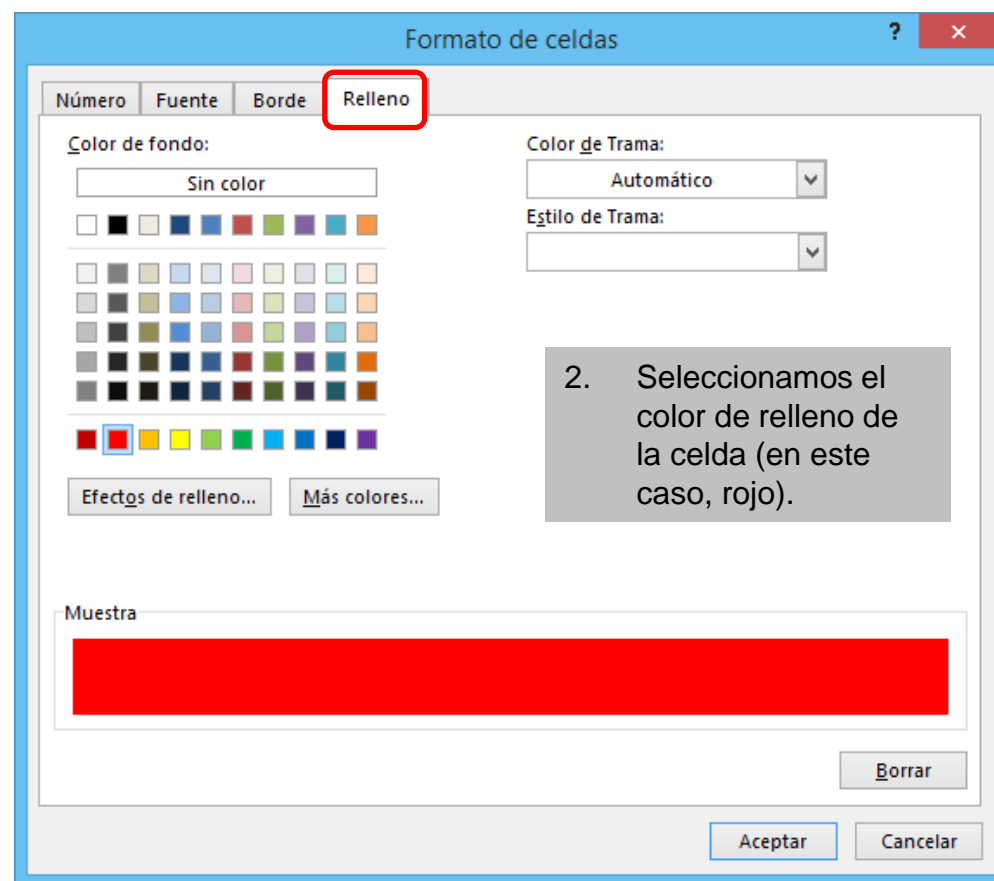 Formato de celdas
?
Número Fuente Borde Relleno
Color de fondo:
Sin color
Color de Trama:
Automático
Estilo de Trama:
2. Seleccionamos el
color de relleno de
la celda (en este
caso, rojo).
Efectos de relleno... Más colores...
Muestra
Borrar
Aceptar Cancelar